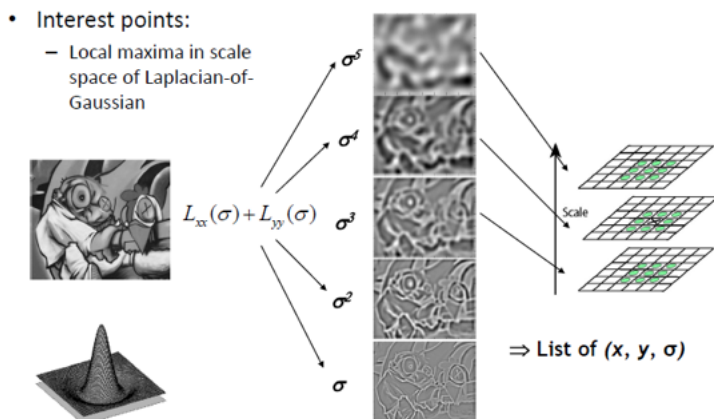 • Interest points:
– Local maxima in scale
space of Laplacian-of-
Gaussian
σ⁵
σ⁴
L_xx(σ) + L_yy(σ)
σ³
Scale
σ²
⇒ List of (x, y, σ)
σ